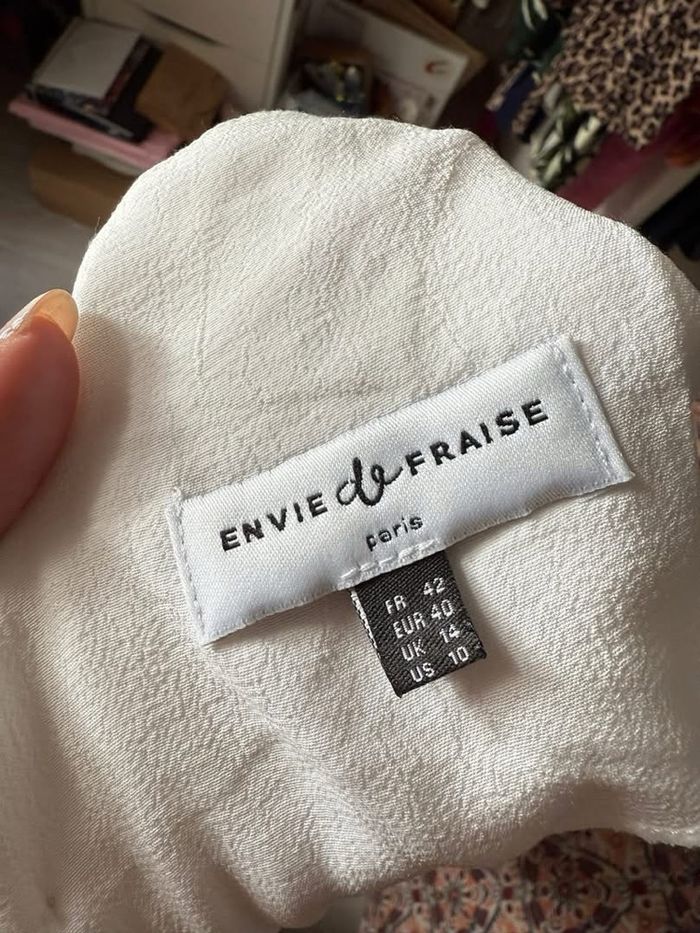 ENVIE de FRAISE
paris
FR 42
EUR 40
UK 14
US 10